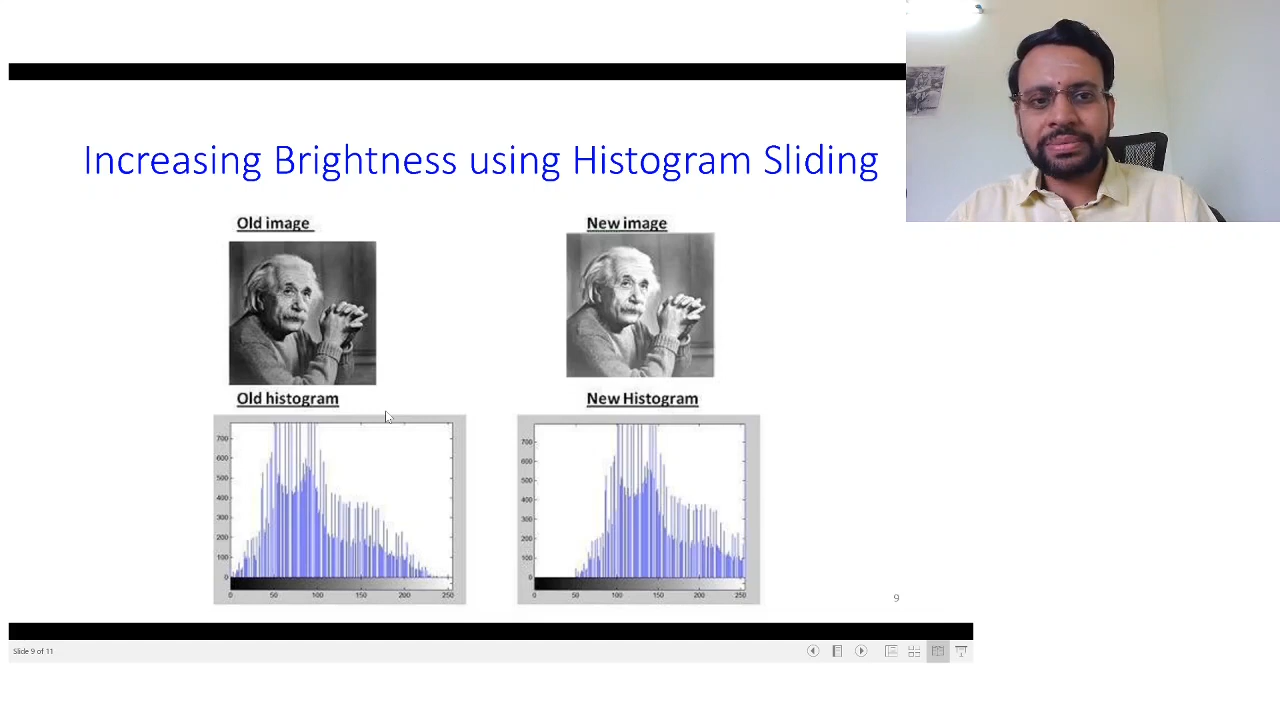 Increasing Brightness using Histogram Sliding
Old image
New image
Old histogram
New Histogram
700
600
500
400
300
200
100
0
0 50 100 150 200 250
700
600
500
400
300
200
100
0
0 50 100 150 200 250
9
Slide 9 of 11